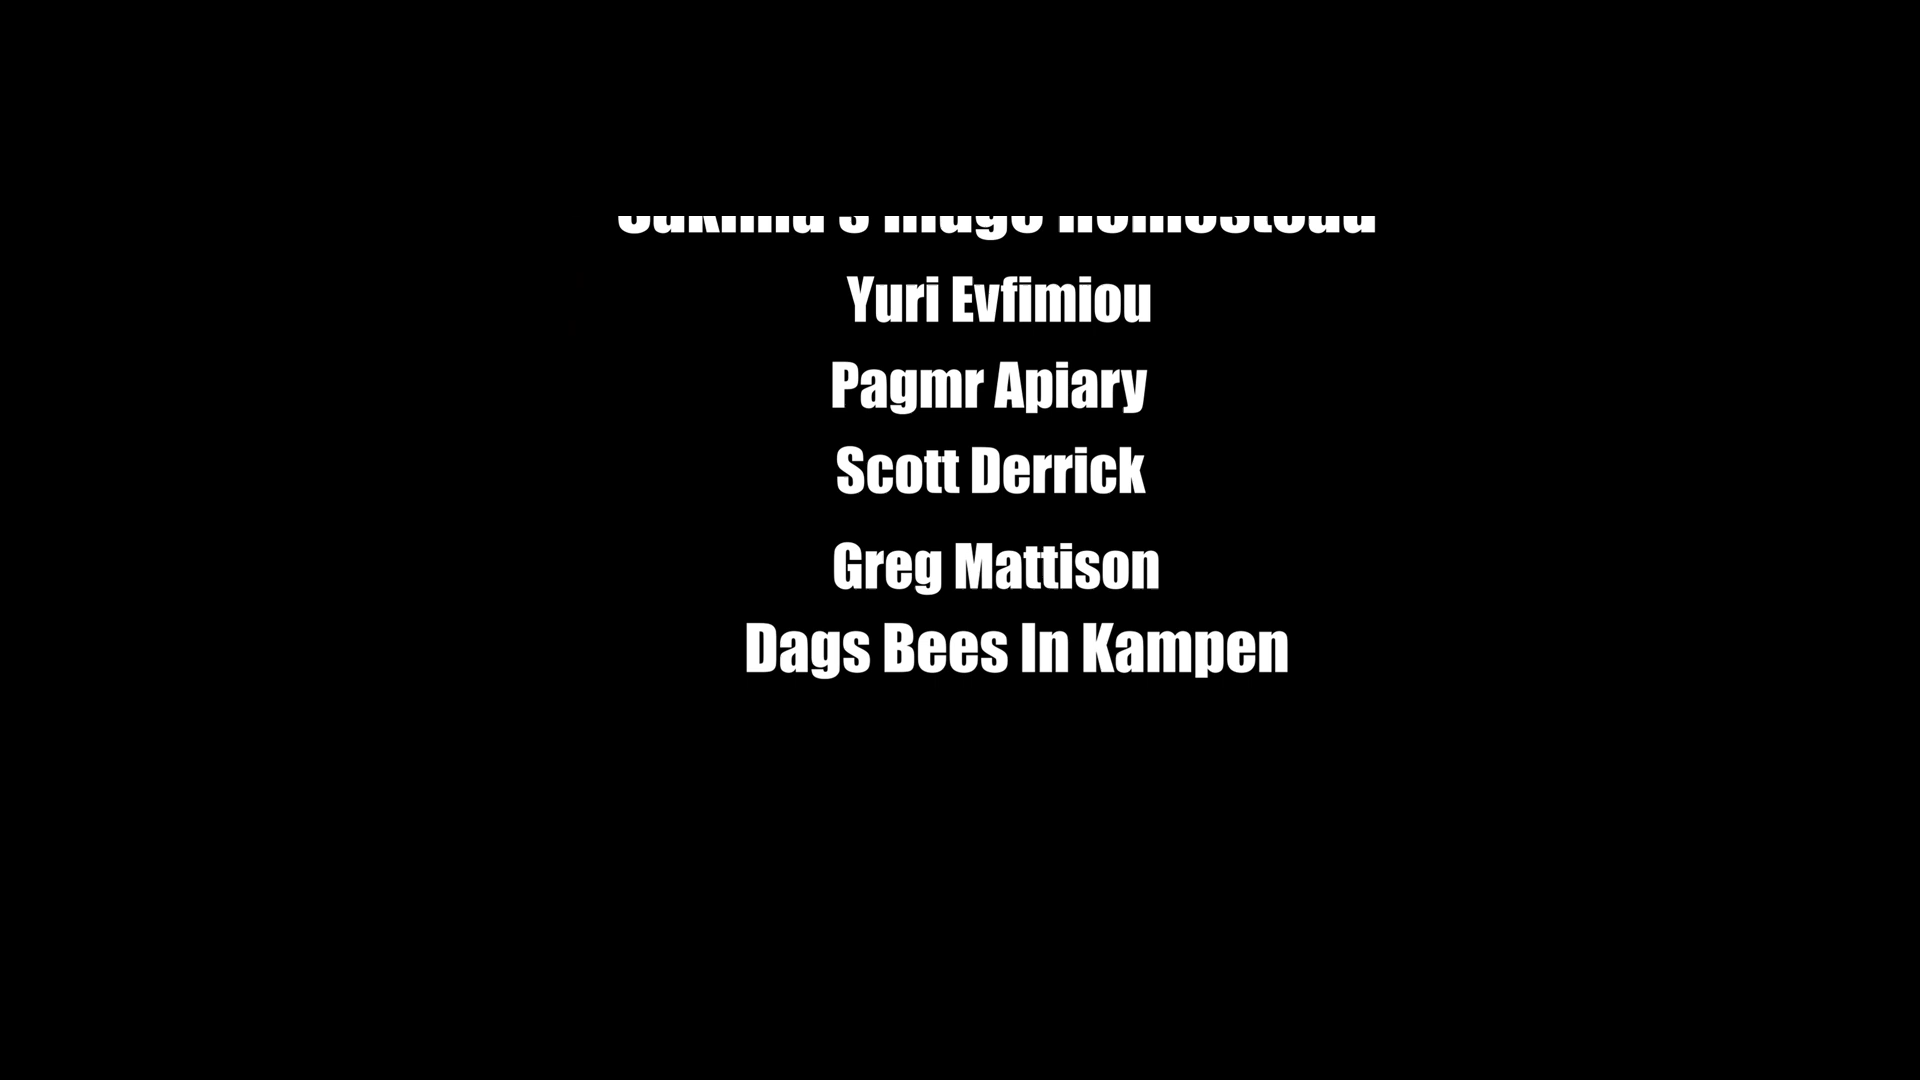 Yuri Evfimiou
Pagmr Apiary
Scott Derrick
Greg Mattison
Dags Bees In Kampen